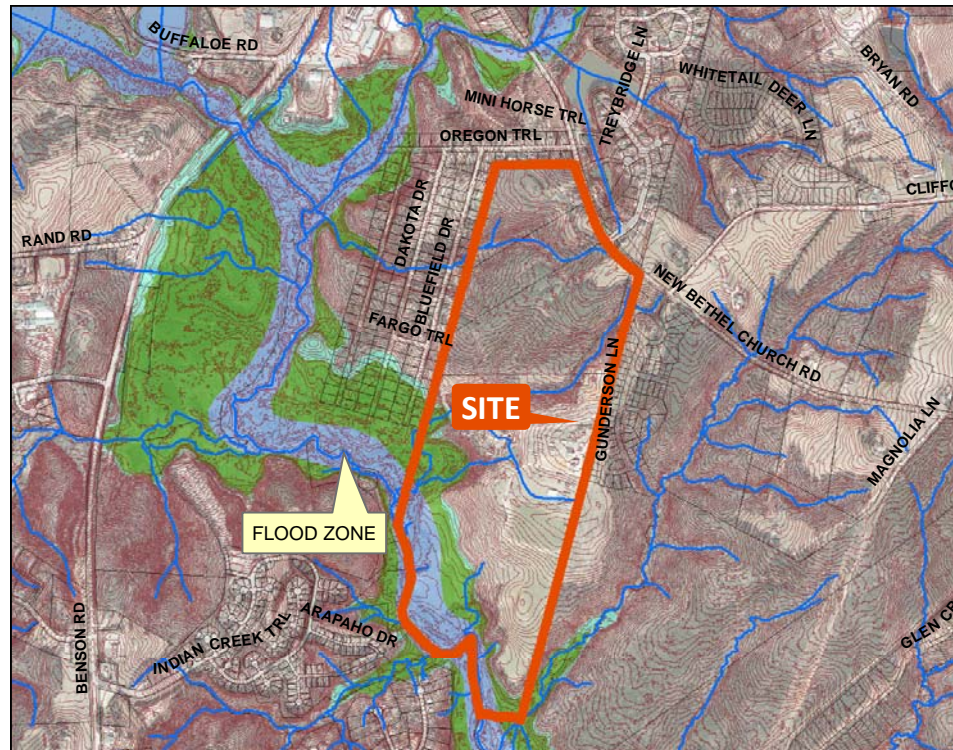 BUFFALOE RD
BRYAN RD
WHITETAIL DEER LN
TREYBRIDGE LN
MINI HORSE TRL
OREGON TRL
CLIFFO
DAKOTA DR
BLUEFIELD DR
RAND RD
NEW BETHEL CHURCH RD
FARGO TRL
GUNDERSON LN
SITE
MAGNOLIA LN
FLOOD ZONE
ARAPAHO DR
INDIAN CREEK TRL
BENSON RD
GLEN CR